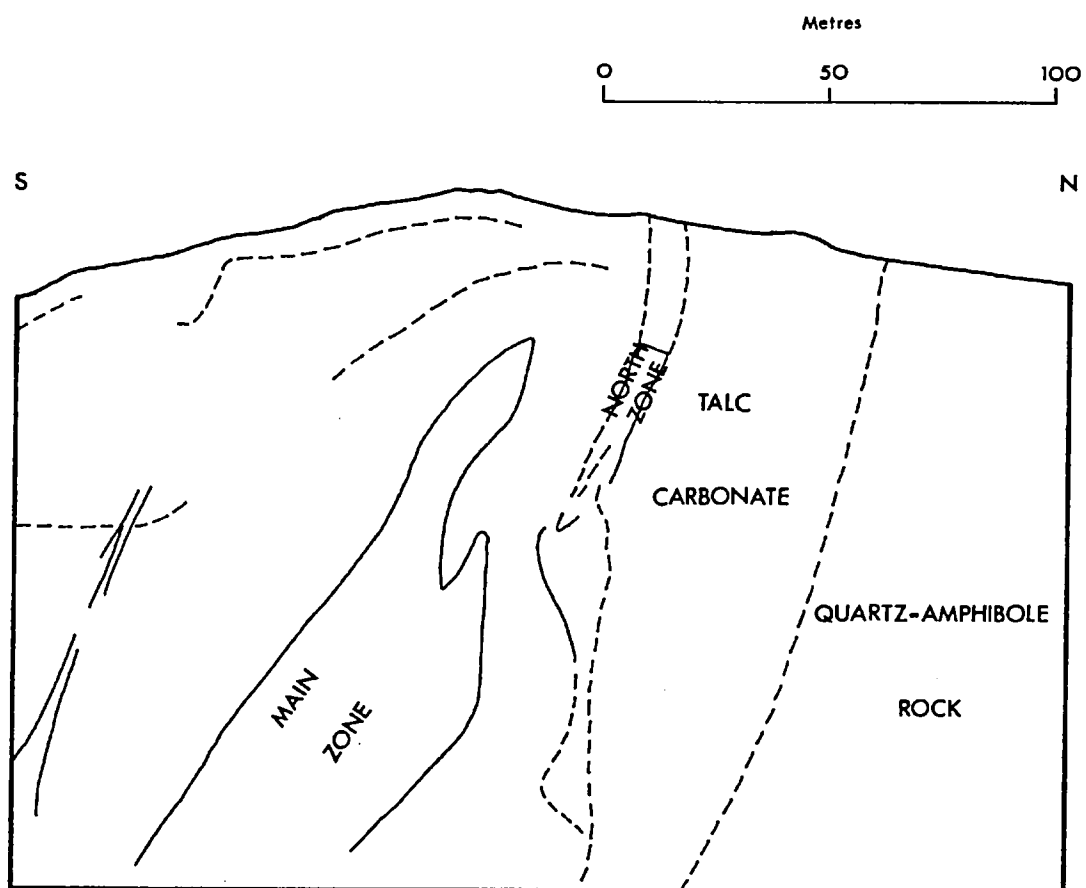 Metres
0 50 100
S N
NORTH
ZONE
TALC
CARBONATE
QUARTZ-AMPHIBOLE
ROCK
MAIN
ZONE